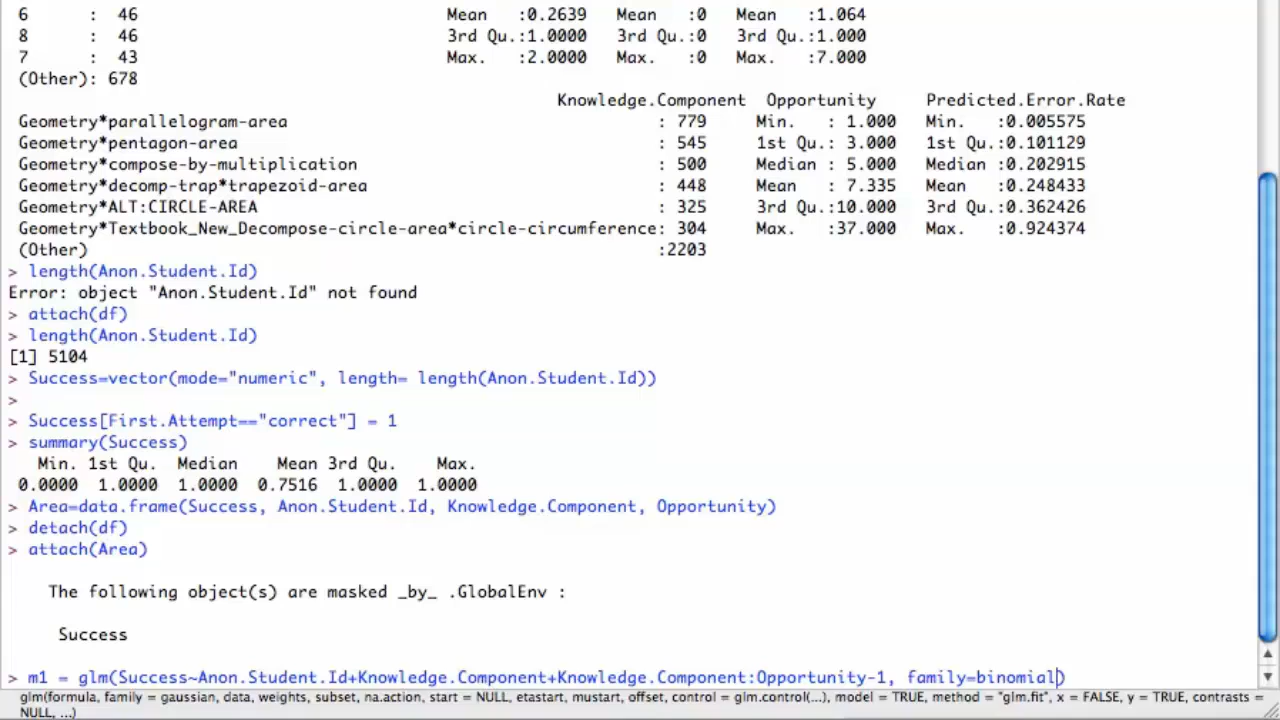 6       :  46                               Mean   :0.2639   Mean   :0   Mean   :1.064
8       :  46                               3rd Qu.:1.0000   3rd Qu.:0   3rd Qu.:1.000
7       :  43                               Max.   :2.0000   Max.   :0   Max.   :7.000
(Other): 678
Knowledge.Component  Opportunity     Predicted.Error.Rate
Geometry*parallelogram-area                                     : 779     Min.   : 1.000   Min.   :0.005575
Geometry*pentagon-area                                          : 545     1st Qu.: 3.000   1st Qu.:0.101129
Geometry*compose-by-multiplication                              : 500     Median : 5.000   Median :0.202915
Geometry*decomp-trap*trapezoid-area                             : 448     Mean   : 7.335   Mean   :0.248433
Geometry*ALT:CIRCLE-AREA                                        : 325     3rd Qu.:10.000   3rd Qu.:0.362426
Geometry*Textbook_New_Decompose-circle-area*circle-circumference: 304     Max.   :37.000   Max.   :0.924374
(Other)                                                         :2203
> length(Anon.Student.Id)
Error: object "Anon.Student.Id" not found
> attach(df)
> length(Anon.Student.Id)
[1] 5104
> Success=vector(mode="numeric", length= length(Anon.Student.Id))
>
> Success[First.Attempt=="correct"] = 1
> summary(Success)
Min. 1st Qu.  Median    Mean 3rd Qu.    Max.
0.0000  1.0000  1.0000  0.7516  1.0000  1.0000
> Area=data.frame(Success, Anon.Student.Id, Knowledge.Component, Opportunity)
> detach(df)
> attach(Area)
The following object(s) are masked _by_ .GlobalEnv :
Success
> m1 = glm(Success~Anon.Student.Id+Knowledge.Component+Knowledge.Component:Opportunity-1, family=binomial)
glm(formula, family = gaussian, data, weights, subset, na.action, start = NULL, etastart, mustart, offset, control = glm.control(...), model = TRUE, method = "glm.fit", x = FALSE, y = TRUE, contrasts =
NULL, ...)